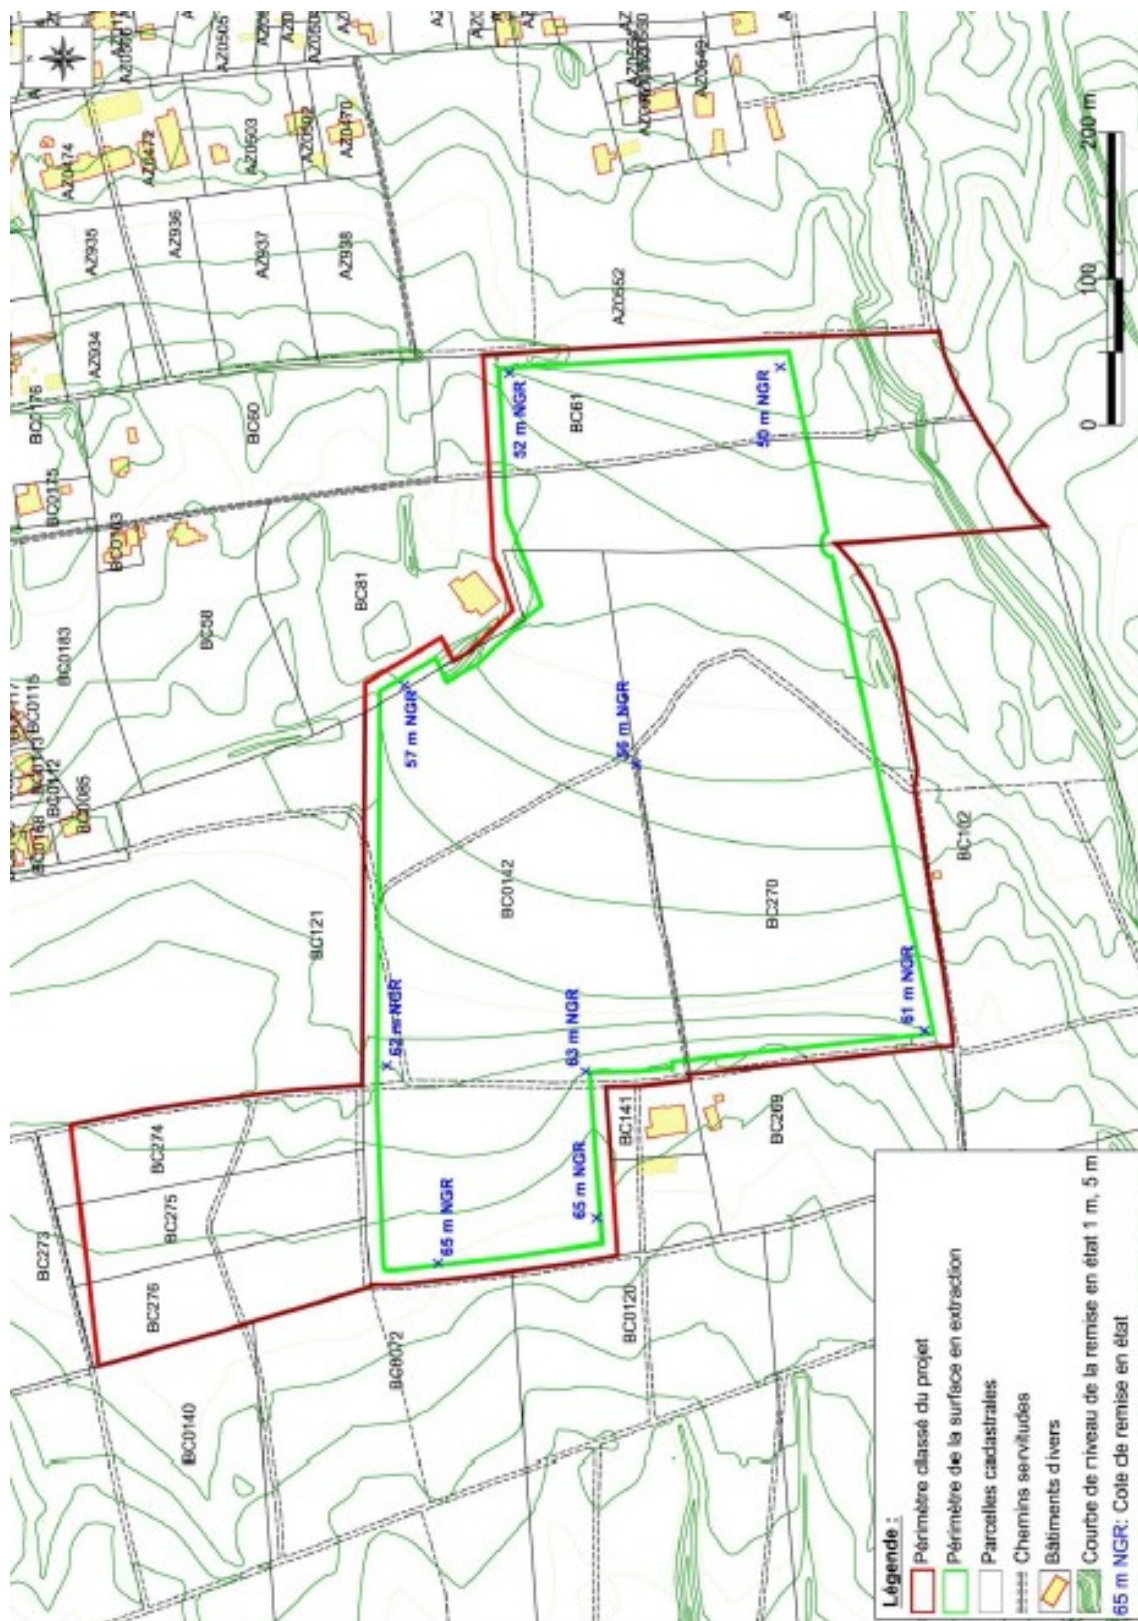 Légende :
Périmètre classé du projet
Périmètre de la surface en extraction
Parcelles cadastrales
Chemins servitudes
Bâtiments divers
Courbe de niveau de la remise en état 1 m, 5 m
65 m NGR: Cote de remise en état
BC273
BC276
BC275
BC274
BC0140
BC0120
BC141
BC269
65 m NGR
65 m NGR
62 m NGR
63 m NGR
61 m NGR
BC121
BC0142
BC270
BC102
57 m NGR
56 m NGR
BC0183
BC58
BC81
BC0115
BC0085
BC0175
BC0176
BC60
BC61
52 m NGR
50 m NGR
AZ934
AZ935
AZ936
AZ937
AZ938
AZ0552
AZ0474
AZ0472
AZ0503
AZ0470
AZ0505
AZ0549
0
100
200 m